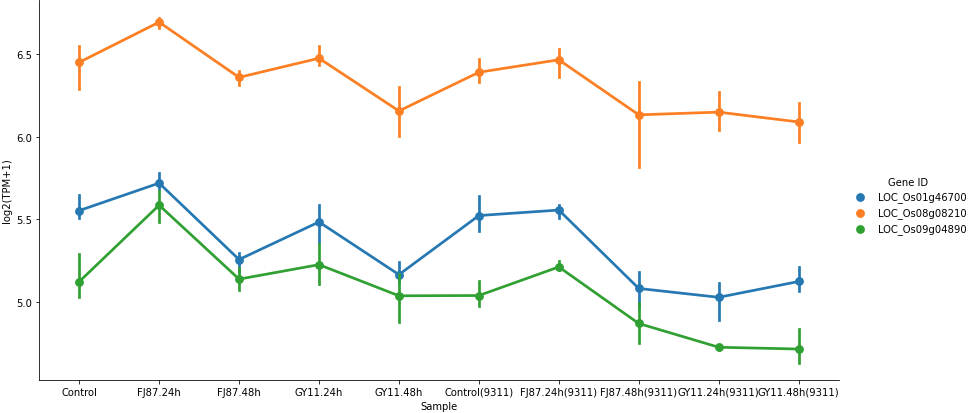 6.5
6.0
5.5
5.0
log2(TPM+1)
Control FJ87.24h FJ87.48h GY11.24h GY11.48h Control(9311) FJ87.24h(9311) FJ87.48h(9311) GY11.24h(9311) GY11.48h(9311)
Sample
Gene ID
LOC_Os01g46700
LOC_Os08g08210
LOC_Os09g04890